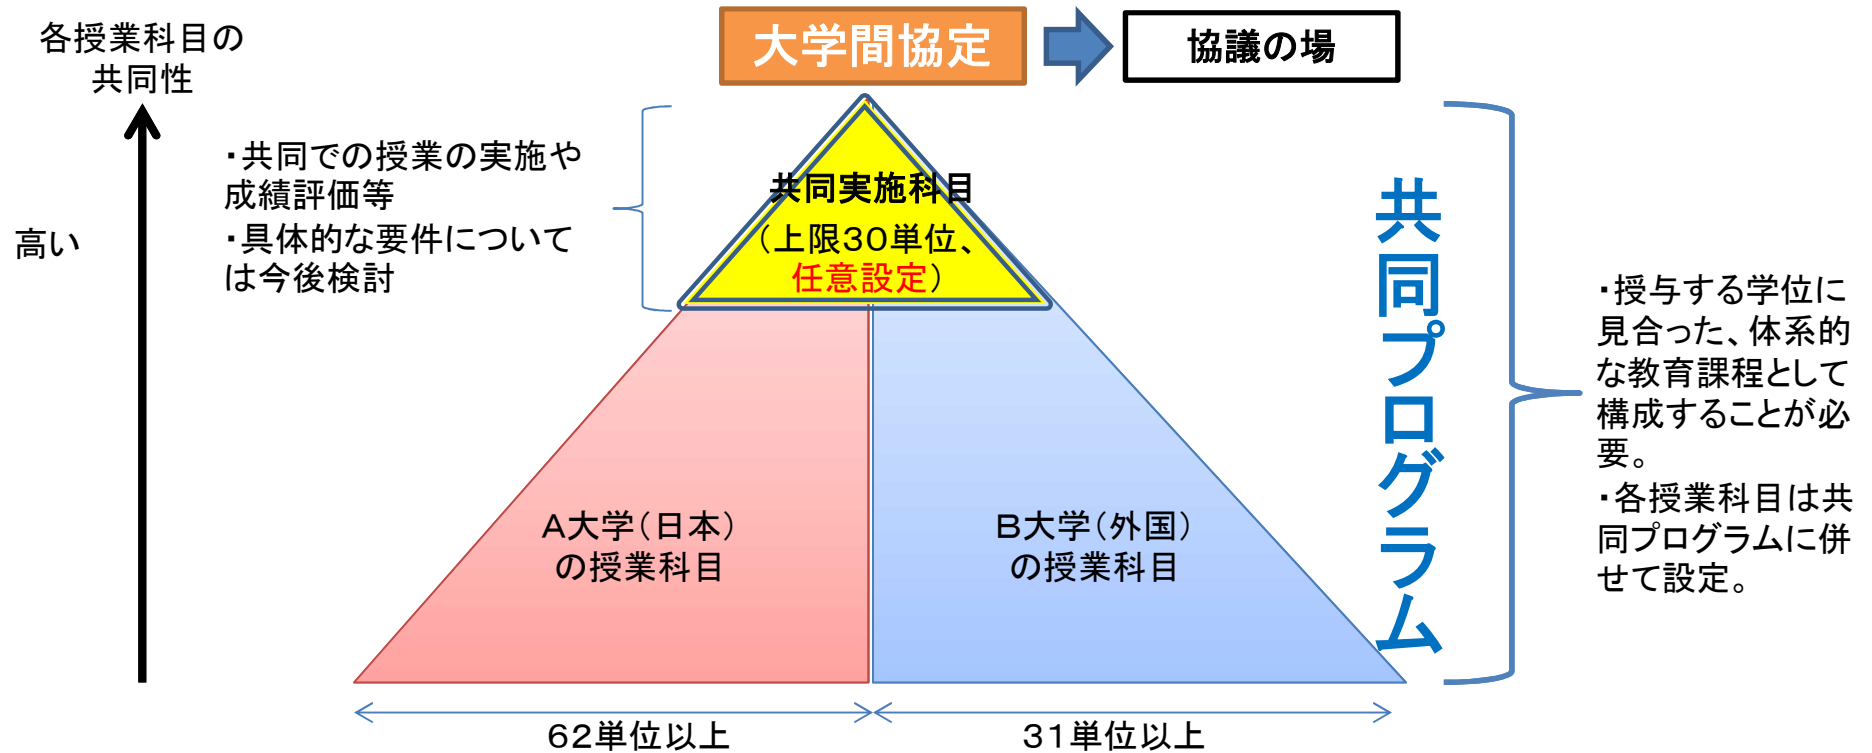 各授業科目の
共同性
高い
大学間協定
協議の場
・共同での授業の実施や
成績評価等
・具体的な要件について
は今後検討
共同実施科目
（上限３０単位、
任意設定）
A大学（日本）
の授業科目
B大学（外国）
の授業科目
６２単位以上
３１単位以上
共同プログラム
・授与する学位に
見合った、体系的
な教育課程として
構成することが必
要。
・各授業科目は共
同プログラムに併
せて設定。